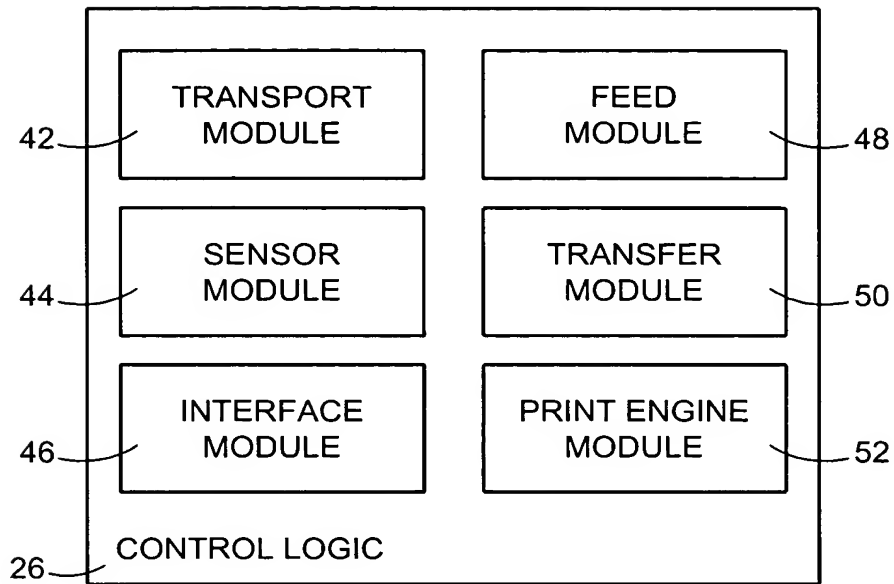 TRANSPORT
MODULE
42
FEED
MODULE
48
SENSOR
MODULE
44
TRANSFER
MODULE
50
INTERFACE
MODULE
46
PRINT ENGINE
MODULE
52
CONTROL LOGIC
26